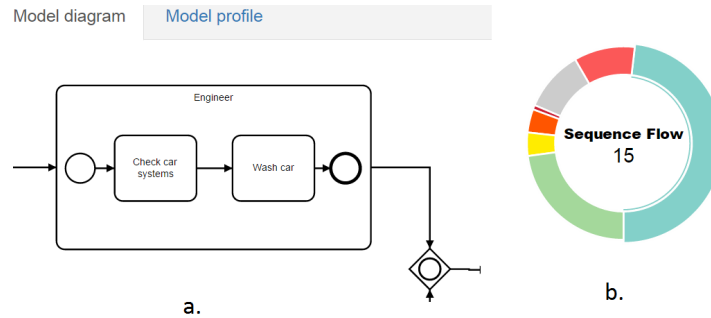 Model diagram Model profile
Engineer
Check car
systems
Wash car
a.
Sequence Flow
15
b.